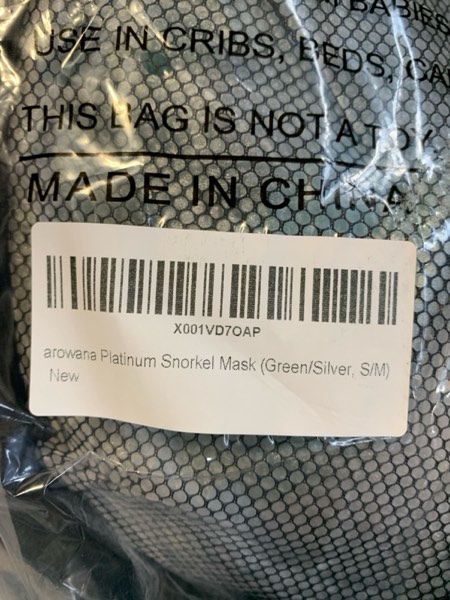 BABIES
USE IN CRIBS, BEDS,
THIS BAG IS NOT A TOY
MADE IN CHINA
X001VD7OAP
arowana Platinum Snorkel Mask (Green/Silver, S/M)
New